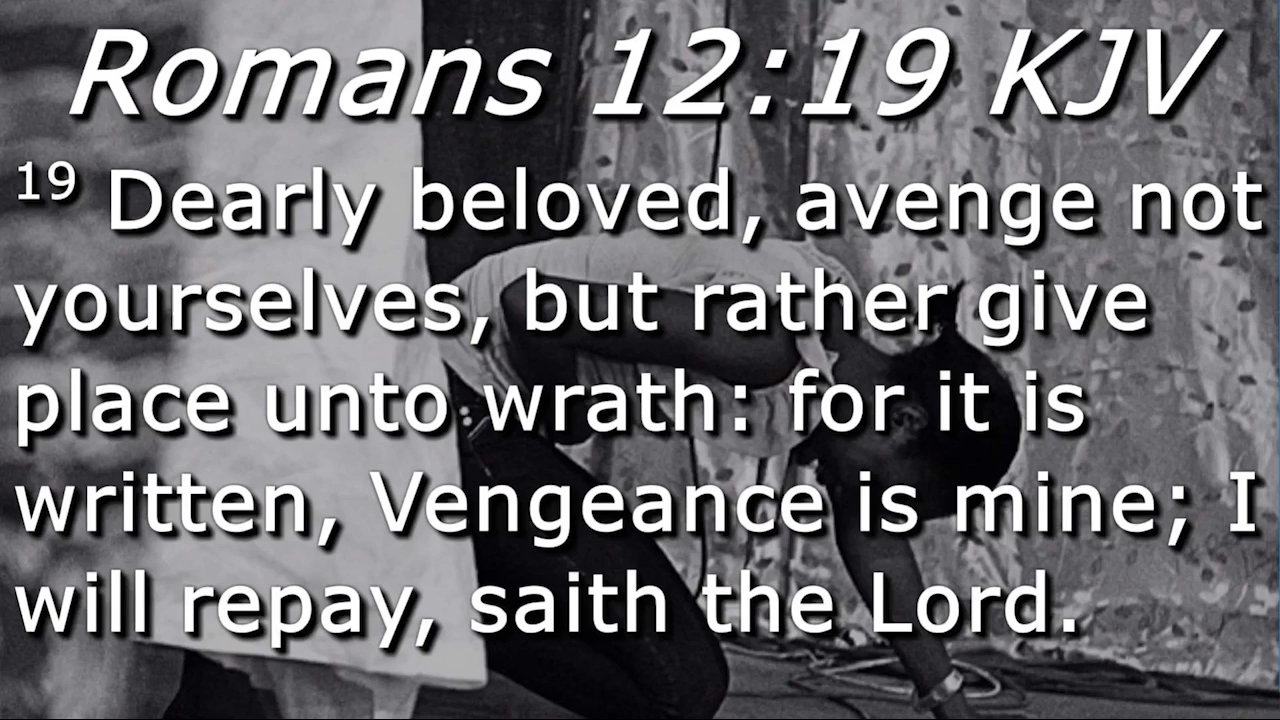 Romans 12:19 KJV
19 Dearly beloved, avenge not
yourselves, but rather give
place unto wrath: for it is
written, Vengeance is mine; I
will repay, saith the Lord.